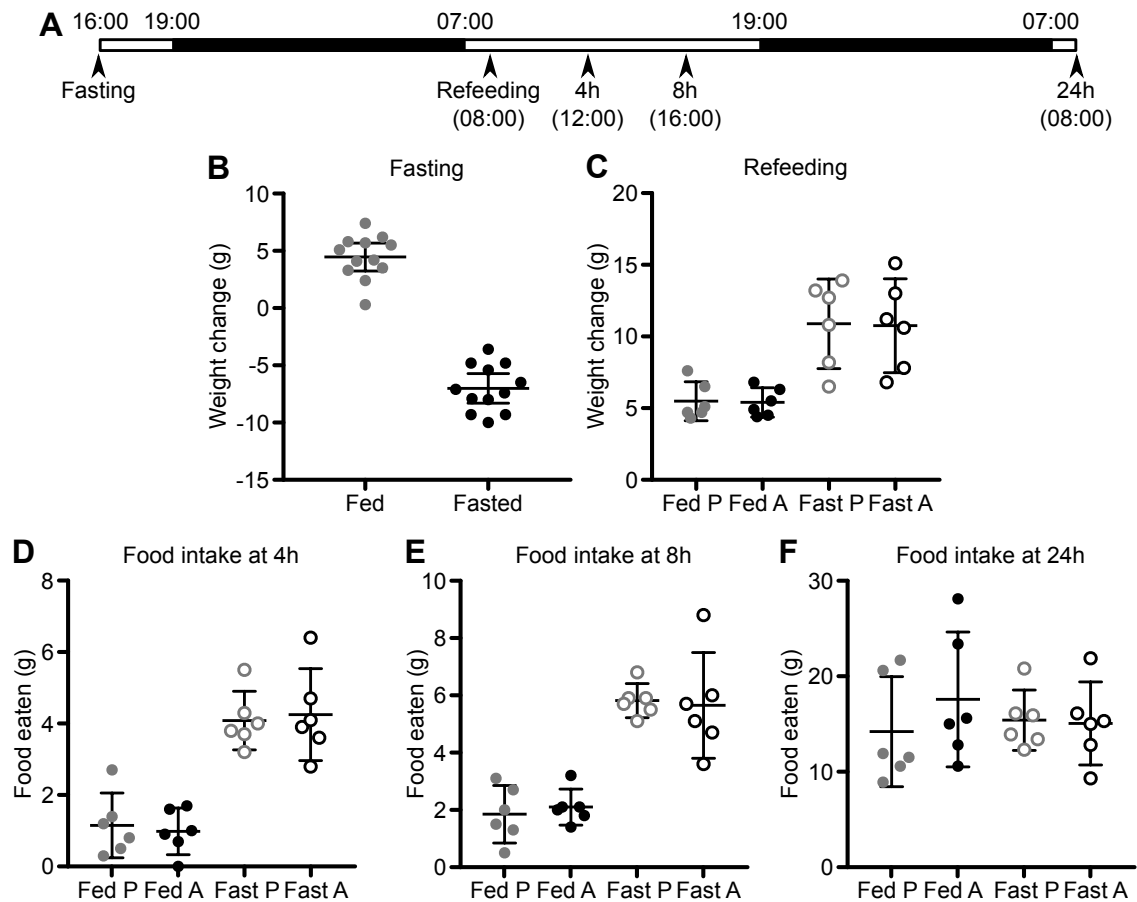 A
16:00 19:00 07:00 19:00 07:00
Fasting Refeeding 4h 8h 24h
(08:00) (12:00) (16:00) (08:00)
B Fasting
Weight change (g)
10
5
0
-5
-10
-15
Fed Fasted
C Refeeding
Weight change (g)
20
15
10
5
0
Fed P Fed A Fast P Fast A
D Food intake at 4h
Food eaten (g)
8
6
4
2
0
Fed P Fed A Fast P Fast A
E Food intake at 8h
Food eaten (g)
10
8
6
4
2
0
Fed P Fed A Fast P Fast A
F Food intake at 24h
Food eaten (g)
30
20
10
0
Fed P Fed A Fast P Fast A